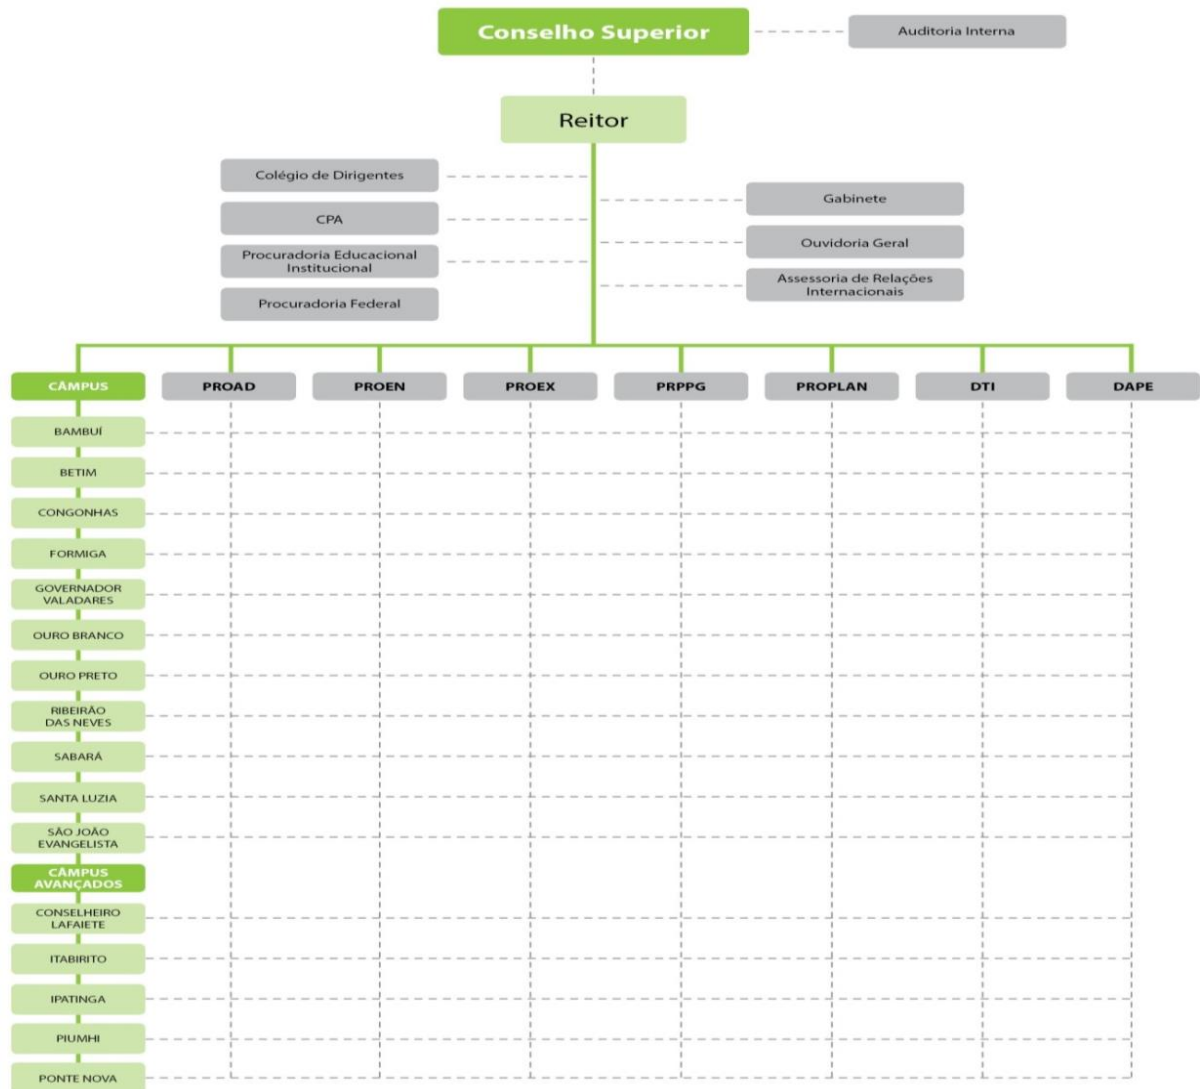 Conselho Superior
Auditoria Interna
Reitor
Colégio de Dirigentes
Gabinete
CPA
Ouvidoria Geral
Procuradoria Educacional
Institucional
Assessoria de Relações
Internacionais
Procuradoria Federal
CÂMPUS
PROAD
PROEN
PROEX
PRPPG
PROPLAN
DTI
DAPE
BAMBUÍ
BETIM
CONGONHAS
FORMIGA
GOVERNADOR
VALADARES
OURO BRANCO
OURO PRETO
RIBEIRÃO
DAS NEVES
SABARÁ
SANTA LUZIA
SÃO JOÃO
EVANGELISTA
CÂMPUS
AVANÇADOS
CONSELHEIRO
LAFAIETE
ITABIRITO
IPATINGA
PIUMHI
PONTE NOVA